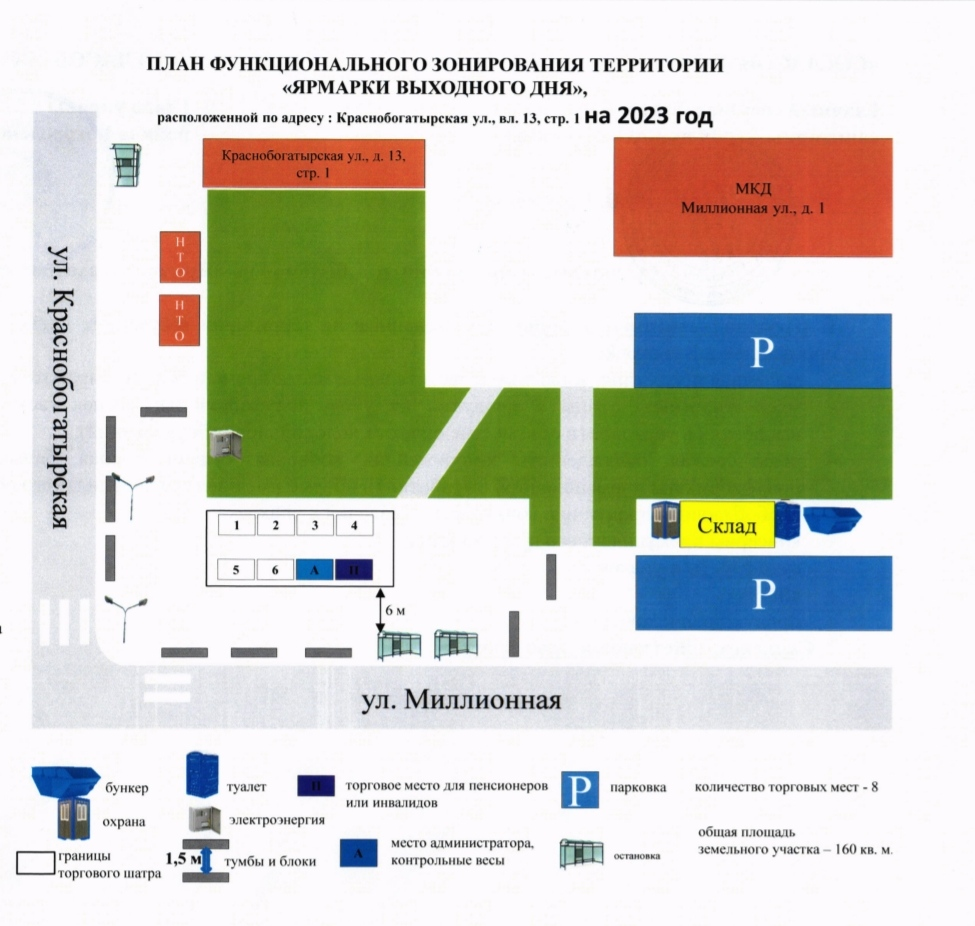 ПЛАН ФУНКЦИОНАЛЬНОГО ЗОНИРОВАНИЯ ТЕРРИТОРИИ
«ЯРМАРКИ ВЫХОДНОГО ДНЯ»,
расположенной по адресу : Краснобогатырская ул., вл. 13, стр. 1 на 2023 год
Краснобогатырская ул., д. 13,
стр. 1
МКД
Миллионная ул., д. 1
НТО
НТО
ул. Краснобогатырская
P
1 2 3 4
5 6 А П
Склад
P
6 м
ул. Миллионная
бункер
туалет
П
торговое место для пенсионеров
или инвалидов
P
парковка
количество торговых мест - 8
охрана
электроэнергия
границы
торгового шатра
1,5 м
тумбы и блоки
А
место администратора,
контрольные весы
остановка
общая площадь
земельного участка – 160 кв. м.